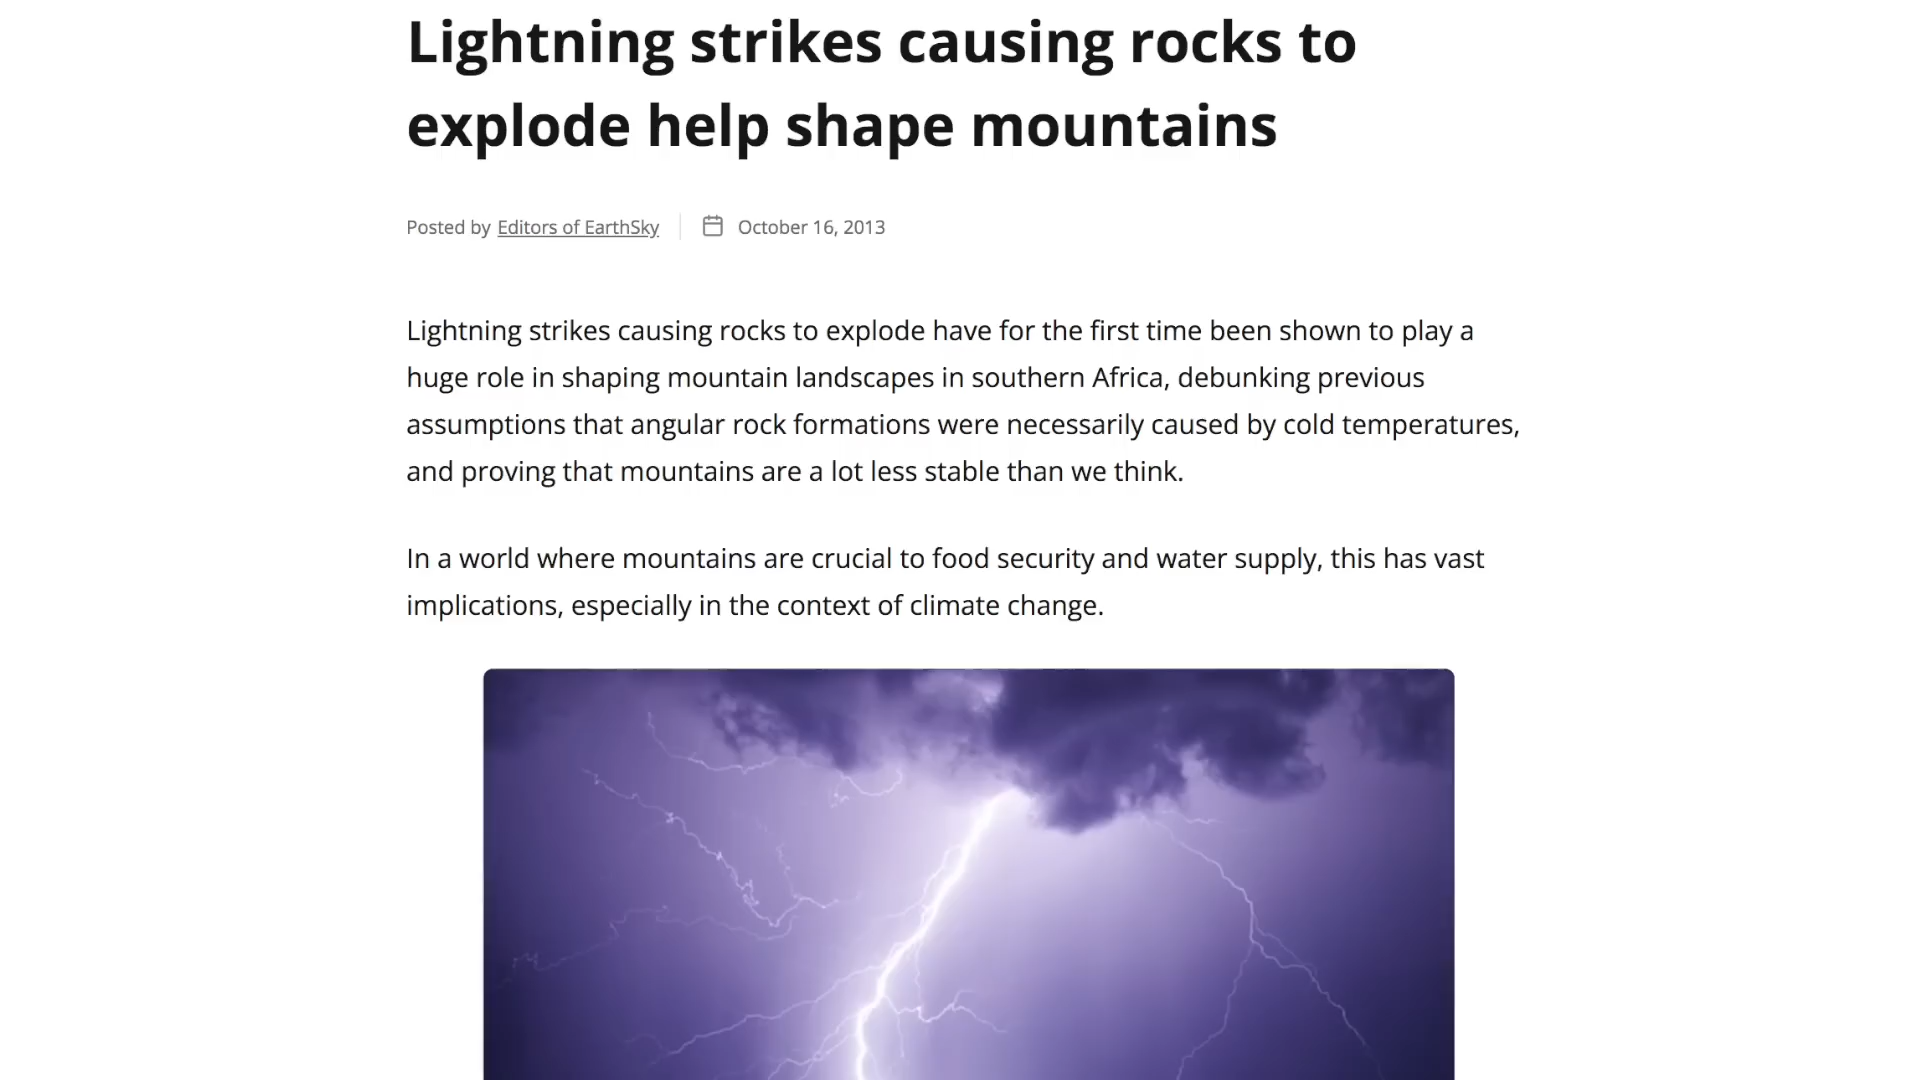 Lightning strikes causing rocks to
explode help shape mountains
Posted by Editors of EarthSky October 16, 2013
Lightning strikes causing rocks to explode have for the first time been shown to play a
huge role in shaping mountain landscapes in southern Africa, debunking previous
assumptions that angular rock formations were necessarily caused by cold temperatures,
and proving that mountains are a lot less stable than we think.
In a world where mountains are crucial to food security and water supply, this has vast
implications, especially in the context of climate change.